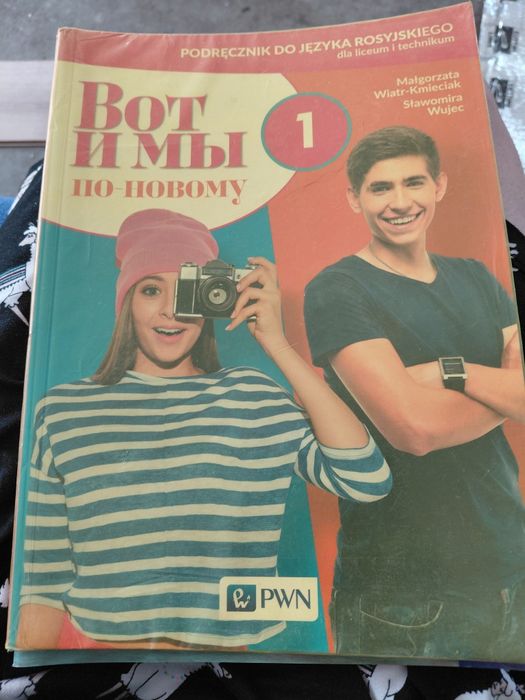 PODRĘCZNIK DO JĘZYKA ROSYJSKIEGO
dla liceum i technikum
Małgorzata
Wiatr-Kmieciak
Sławomira
Wujec
Вот
и мы
по-новому
1
PWN